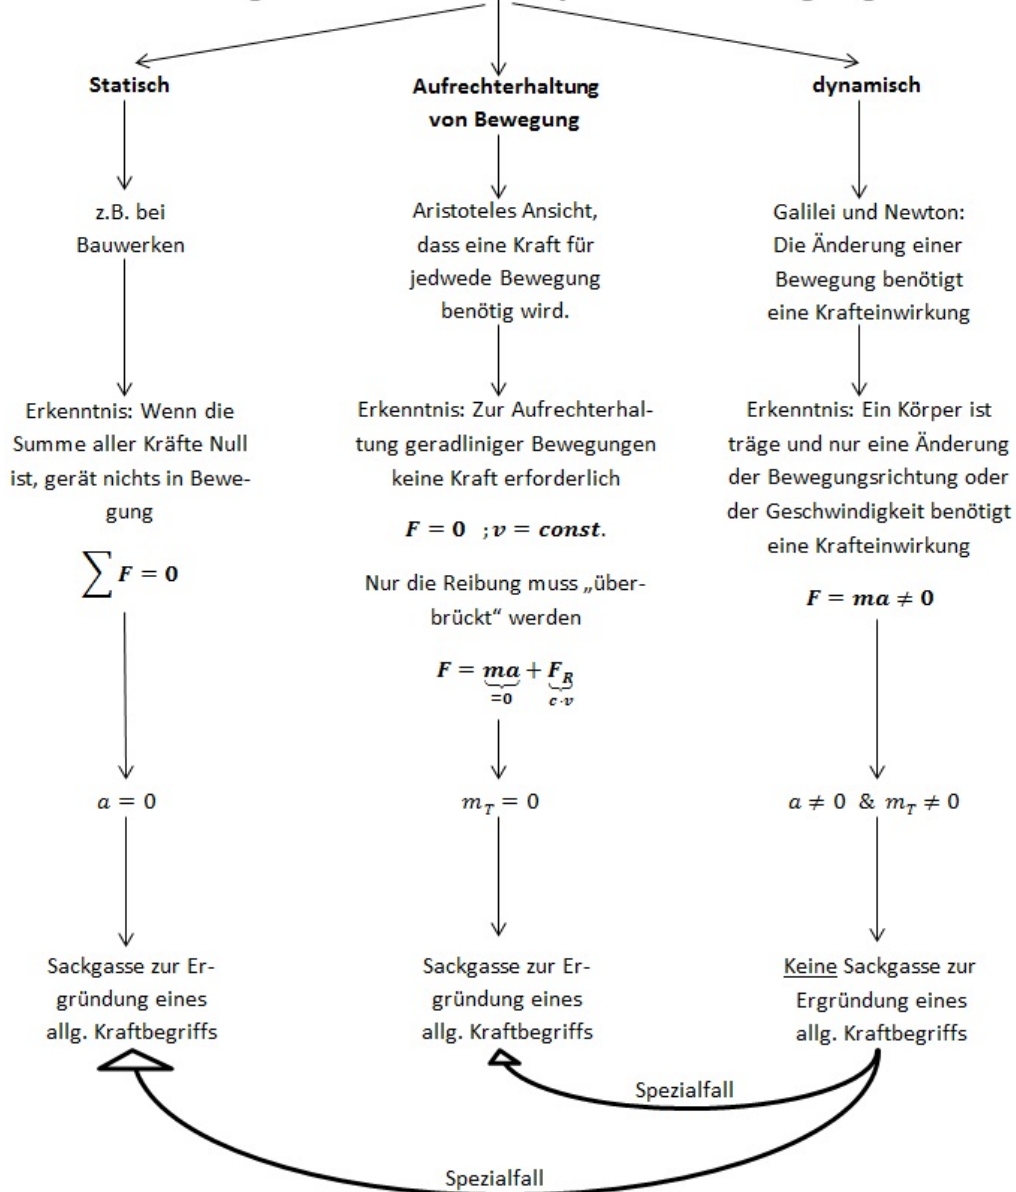 Statisch
z.B. bei
Bauwerken
Erkenntnis: Wenn die
Summe aller Kräfte Null
ist, gerät nichts in Bewe-
gung
∑ F = 0
a = 0
Sackgasse zur Er-
gründung eines
allg. Kraftbegriffs
Aufrechterhaltung
von Bewegung
Aristoteles Ansicht,
dass eine Kraft für
jedwede Bewegung
benötig wird.
Erkenntnis: Zur Aufrechterhal-
tung geradliniger Bewegungen
keine Kraft erforderlich
F = 0 ; v = const.
Nur die Reibung muss „über-
brückt“ werden
F = ma + F_R
=0 c·v
m_T = 0
Sackgasse zur Er-
gründung eines
allg. Kraftbegriffs
dynamisch
Galilei und Newton:
Die Änderung einer
Bewegung benötigt
eine Krafteinwirkung
Erkenntnis: Ein Körper ist
träge und nur eine Änderung
der Bewegungsrichtung oder
der Geschwindigkeit benötigt
eine Krafteinwirkung
F = ma ≠ 0
a ≠ 0 & m_T ≠ 0
Keine Sackgasse zur
Ergründung eines
allg. Kraftbegriffs
Spezialfall
Spezialfall